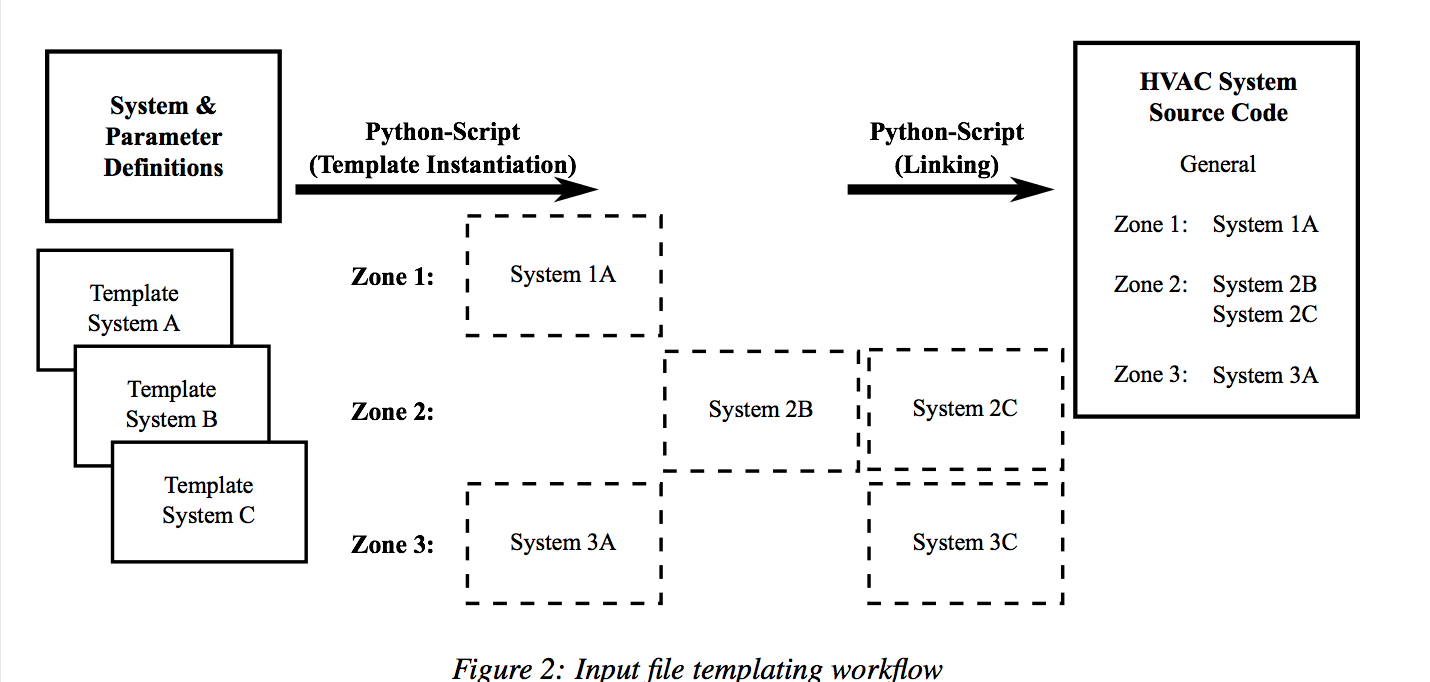 System &
Parameter
Definitions
Template
System A
Template
System B
Template
System C
Python-Script
(Template Instantiation)
Python-Script
(Linking)
Zone 1:
System 1A
Zone 2:
System 2B
System 2C
Zone 3:
System 3A
System 3C
HVAC System
Source Code
General
Zone 1: System 1A
Zone 2: System 2B
System 2C
Zone 3: System 3A
Figure 2: Input file templating workflow